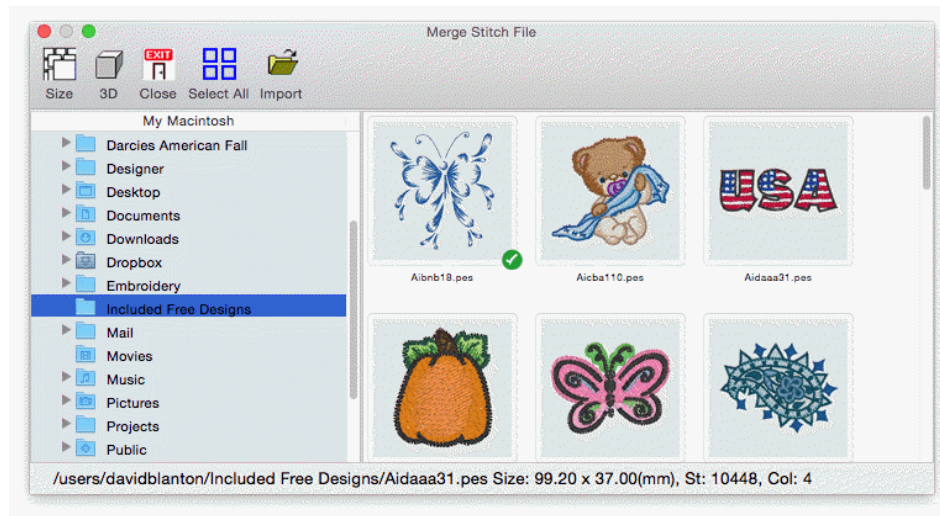 Merge Stitch File
EXIT
Size 3D Close Select All Import
My Macintosh
Darcies American Fall
Designer
Desktop
Documents
Downloads
Dropbox
Embroidery
Included Free Designs
Mail
Movies
Music
Pictures
Projects
Public
USA
Aibnb18.pes Aicba110.pes Aidaaa31.pes
/users/davidblanton/Included Free Designs/Aidaaa31.pes Size: 99.20 x 37.00(mm), St: 10448, Col: 4